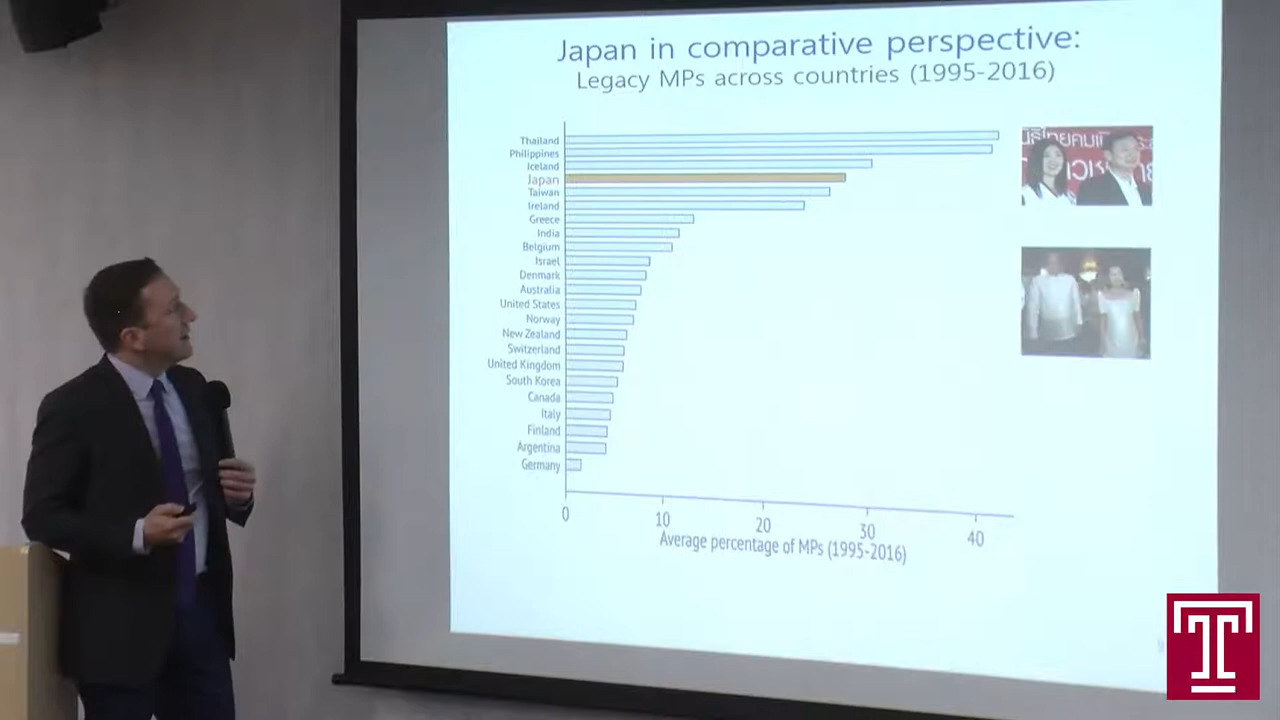 Japan in comparative perspective:
Legacy MPs across countries (1995-2016)
Thailand
Philippines
Iceland
Japan
Taiwan
Ireland
Greece
India
Belgium
Israel
Denmark
Australia
United States
Norway
New Zealand
Switzerland
United Kingdom
South Korea
Canada
Italy
Finland
Argentina
Germany
0 10 20 30 40
Average percentage of MPs (1995-2016)
T